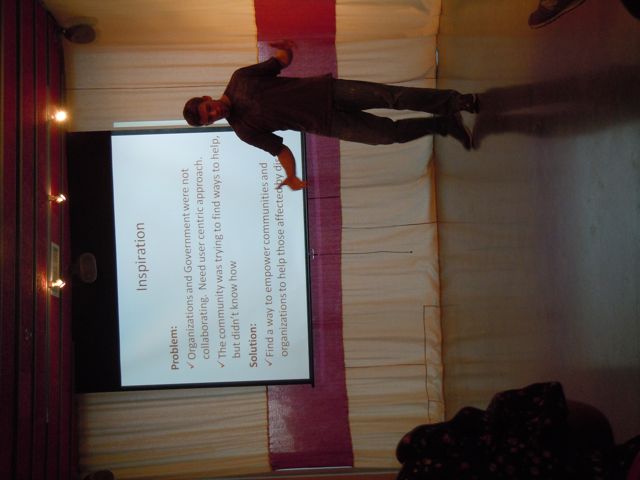 Inspiration
Problem:
✓ Organizations and Government were not
collaborating. Need user centric approach.
✓ The community was trying to find ways to help,
but didn't know how
Solution:
✓ Find a way to empower communities and
organizations to help those affected by